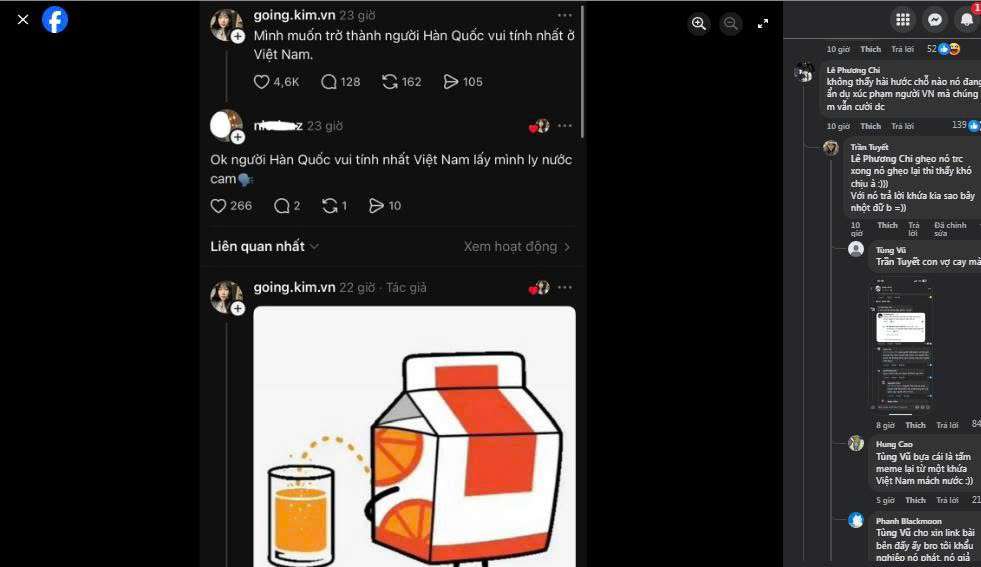 going.kim.vn 23 giờ
Mình muốn trở thành người Hàn Quốc vui tính nhất ở
Việt Nam.
4,6K 128 162 105
23 giờ
Ok người Hàn Quốc vui tính nhất Việt Nam lấy mình ly nước
cam
266 2 1 10
Liên quan nhất Xem hoạt động
going.kim.vn 22 giờ · Tác giả
10 giờ Thích Trả lời 52
Lê Phương Chi
không thấy hài hước chỗ nào nó đang
ẩn dụ xúc phạm người VN mà chúng
m vẫn cười dc
10 giờ Thích Trả lời 139
Trần Tuyết
Lê Phương Chi ghẹo nó trc
xong nó ghẹo lại thì thấy khó
chịu à :)))
Với nó trả lời khứa kia sao bây
nhột dữ b =))
10 giờ Thích Trả lời Đã chỉnh sửa
Tùng Vũ
Trần Tuyết con vợ cay mà
8 giờ Thích Trả lời 84
Hung Cao
Tùng Vũ bựa cái là tấm
meme lại từ một khứa
Việt Nam mách nước :))
5 giờ Thích Trả lời 21
Phanh Blackmoon
Tùng Vũ cho xin link bài
bên đấy ấy bro tôi khẩu
nghiệp nó phát, nó giả